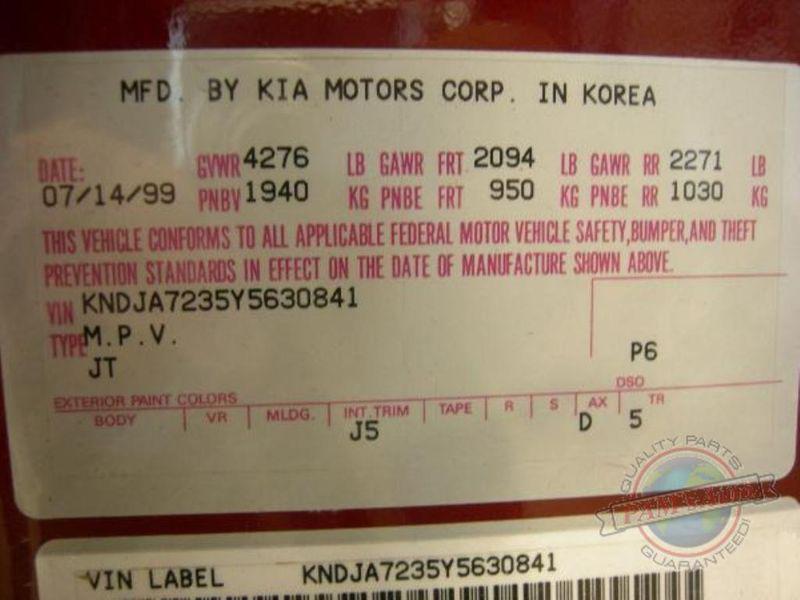 MFD. BY KIA MOTORS CORP. IN KOREA
DATE: GVWR 4276 LB GAWR FRT 2094 LB GAWR RR 2271 LB
07/14/99 PNBV 1940 KG PNBE FRT 950 KG PNBE RR 1030 KG
THIS VEHICLE CONFORMS TO ALL APPLICABLE FEDERAL MOTOR VEHICLE SAFETY,BUMPER,AND THEFT
PREVENTION STANDARDS IN EFFECT ON THE DATE OF MANUFACTURE SHOWN ABOVE.
VIN KNDJA7235Y5630841
TYPE M.P.V.
JT P6
DSO
EXTERIOR PAINT COLORS
BODY VR MLDG. INT.TRIM TAPE R S AX TR
J5 D 5
QUALITY PARTS
GUARANTEED!
VIN LABEL KNDJA7235Y5630841